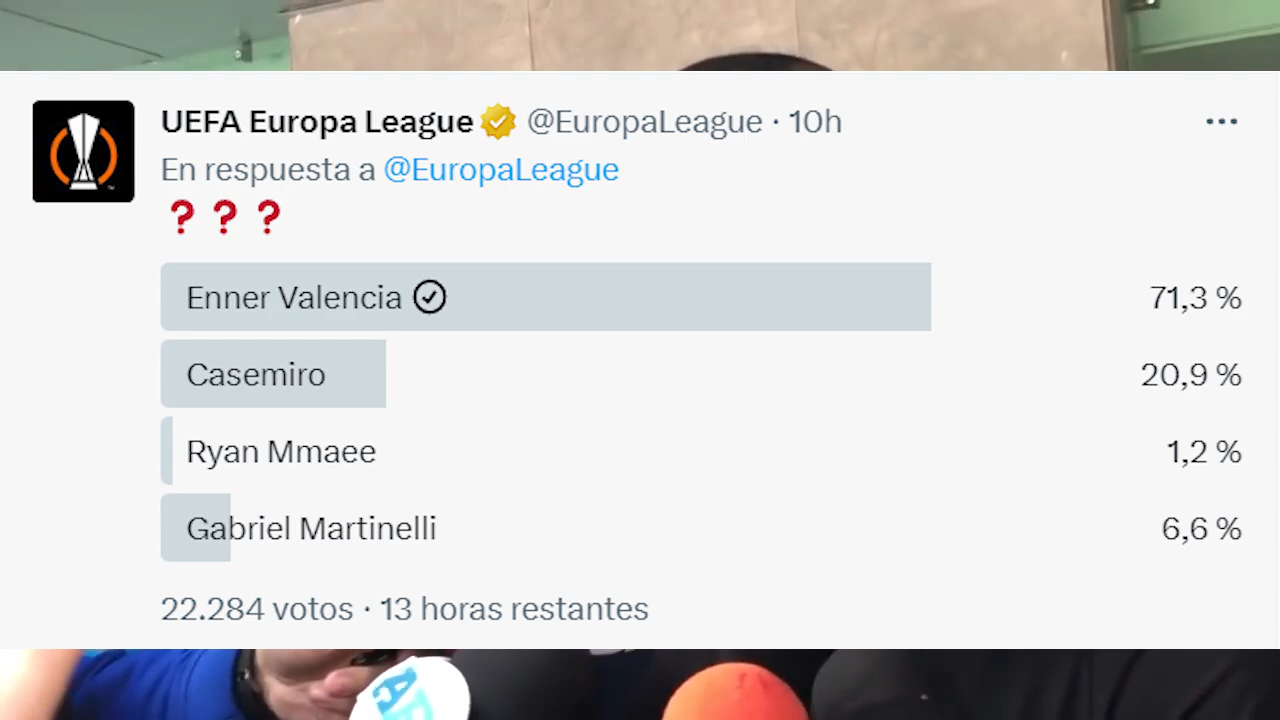 UEFA Europa League @EuropaLeague · 10h
En respuesta a @EuropaLeague
❓❓❓
Enner Valencia 71,3 %
Casemiro 20,9 %
Ryan Mmaee 1,2 %
Gabriel Martinelli 6,6 %
22.284 votos · 13 horas restantes